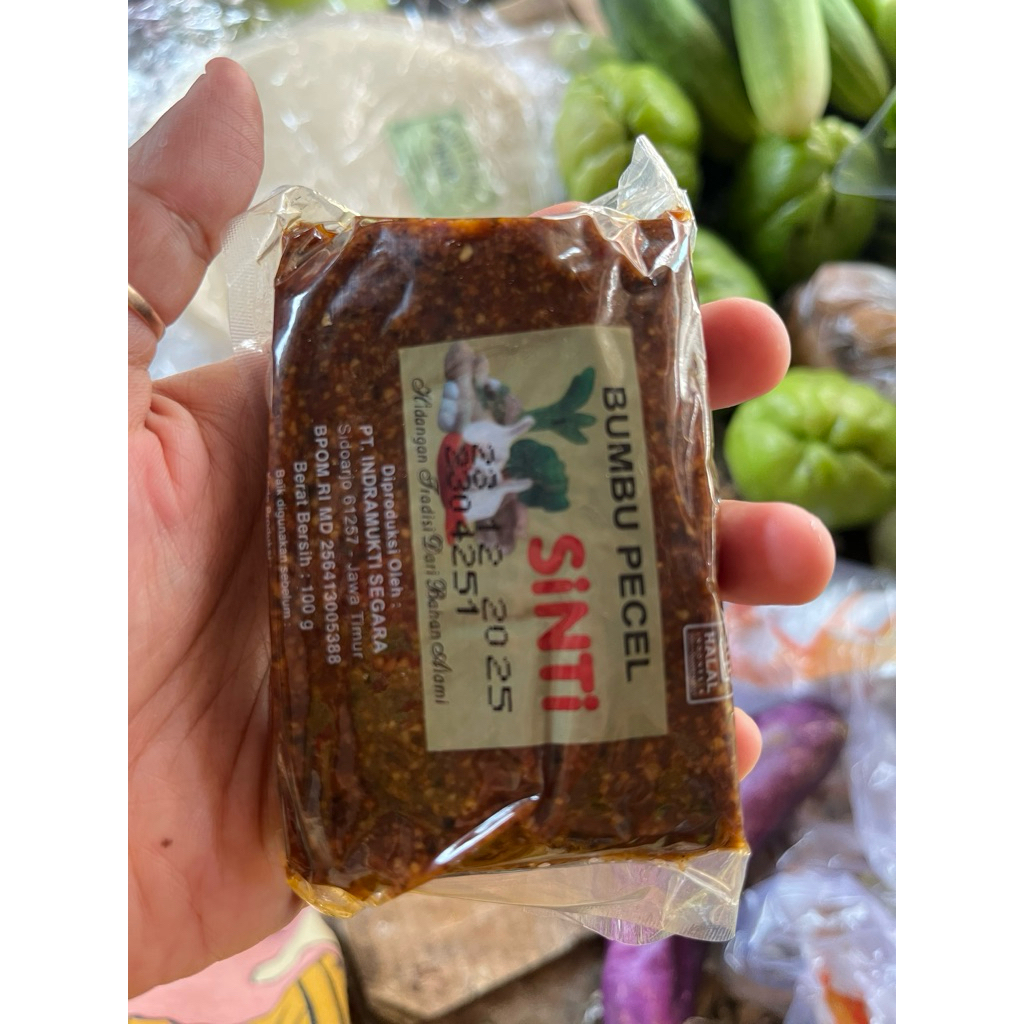 BUMBU PECEL
SiNTi
28 12 2025
2304251
Hidangan Tradisi Dari Bahan Alami
HALAL
Diproduksi Oleh :
PT. INDRAMUKTI SEGARA
Sidoarjo 61257 - Jawa Timur
BPOM RI MD 256413005388
Berat Bersih : 100 g
Baik digunakan sebelum